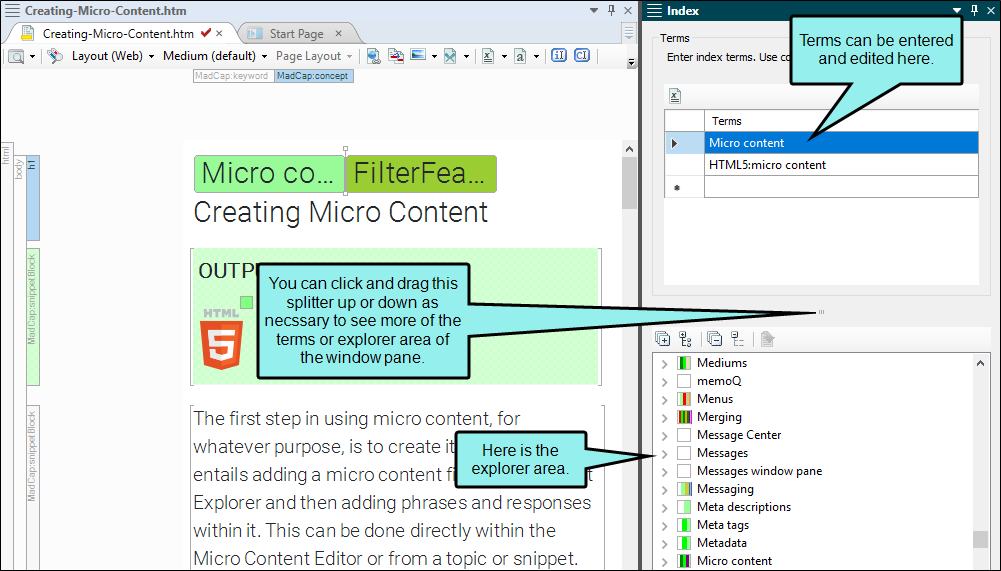 Creating-Micro-Content.htm
Creating-Micro-Content.htm
Start Page
Layout (Web)
Medium (default)
Page Layout
MadCap:keyword
MadCap:concept
html
body
h1
MadCap:snippetBlock
MadCap:snippetBlock
Micro co…
FilterFea…
Creating Micro Content
OUTP
HTML
5
You can click and drag this
splitter up or down as
necssary to see more of the
terms or explorer area of
the window pane.
The first step in using micro content, for
whatever purpose, is to create it
entails adding a micro content fi
t
Explorer and then adding phrases and responses
within it. This can be done directly within the
Micro Content Editor or from a topic or snippet.
Here is the
explorer area.
Index
Terms
Enter index terms. Use co
Terms can be entered
and edited here.
Terms
Micro content
HTML5:micro content
Mediums
memoQ
Menus
Merging
Message Center
Messages
Messages window pane
Messaging
Meta descriptions
Meta tags
Metadata
Micro content